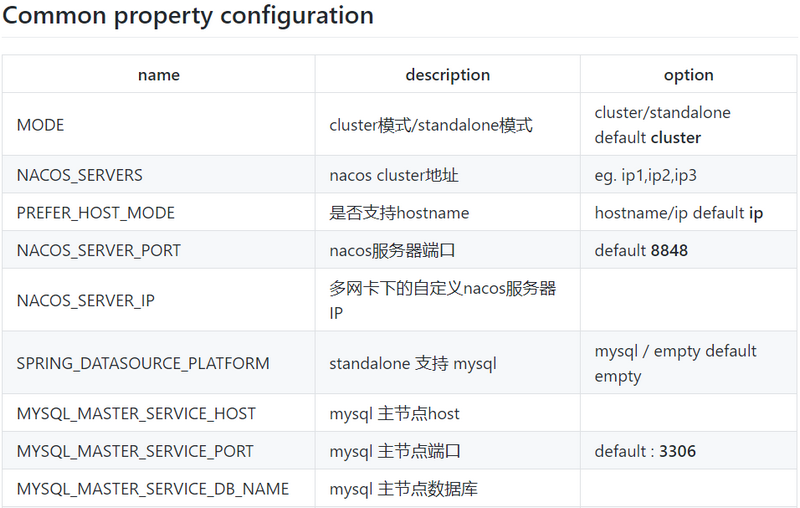 Common property configuration
name description option
MODE cluster模式/standalone模式 cluster/standalone
default cluster
NACOS_SERVERS nacos cluster地址 eg. ip1,ip2,ip3
PREFER_HOST_MODE 是否支持hostname hostname/ip default ip
NACOS_SERVER_PORT nacos服务器端口 default 8848
NACOS_SERVER_IP 多网卡下的自定义nacos服务器
IP
SPRING_DATASOURCE_PLATFORM standalone 支持 mysql mysql / empty default
empty
MYSQL_MASTER_SERVICE_HOST mysql 主节点host
MYSQL_MASTER_SERVICE_PORT mysql 主节点端口 default : 3306
MYSQL_MASTER_SERVICE_DB_NAME mysql 主节点数据库